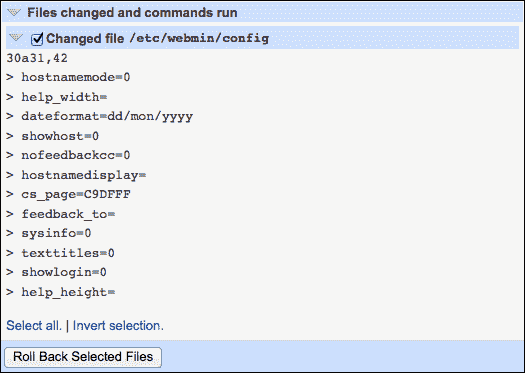 Files changed and commands run
Changed file /etc/webmin/config
30a31,42
> hostnamemode=0
> help_width=
> dateformat=dd/mon/yyyy
> showhost=0
> nofeedbackcc=0
> hostnamedisplay=
> cs_page=C9DFFF
> feedback_to=
> sysinfo=0
> texttitles=0
> showlogin=0
> help_height=
Select all. | Invert selection.
Roll Back Selected Files